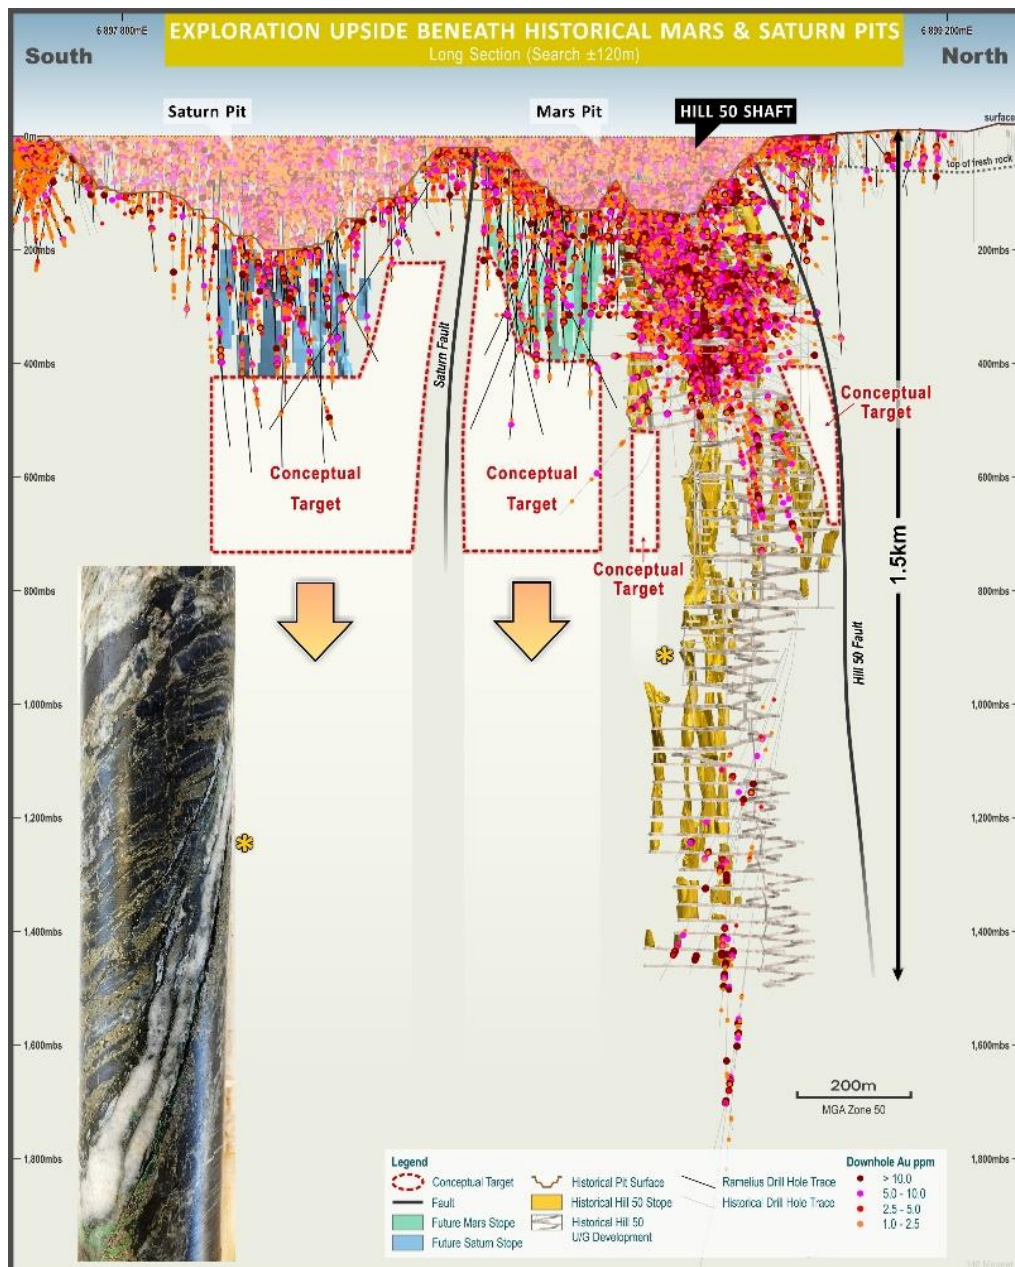 EXPLORATION UPSIDE BENEATH HISTORICAL MARS & SATURN PITS
Long Section (Search ±120m)
6 897 800mE
6 899 200mE
South
North
Saturn Pit
Mars Pit
HILL 50 SHAFT
surface
0m
top of fresh rock
200mbs
200mbs
Saturn Fault
400mbs
400mbs
Conceptual
Target
Conceptual
Target
Conceptual
Target
600mbs
600mbs
Conceptual
Target
1.5km
800mbs
800mbs
Hill 50 Fault
*
1,000mbs
1,000mbs
1,200mbs
1,200mbs
*
1,400mbs
1,400mbs
1,600mbs
1,600mbs
200m
MGA Zone 50
1,800mbs
1,800mbs
Legend
Conceptual Target
Fault
Future Mars Stope
Future Saturn Stope
Historical Pit Surface
Historical Hill 50 Stope
Historical Hill 50
U/G Development
Ramelius Drill Hole Trace
Historical Drill Hole Trace
Downhole Au ppm
> 10.0
5.0 - 10.0
2.5 - 5.0
1.0 - 2.5